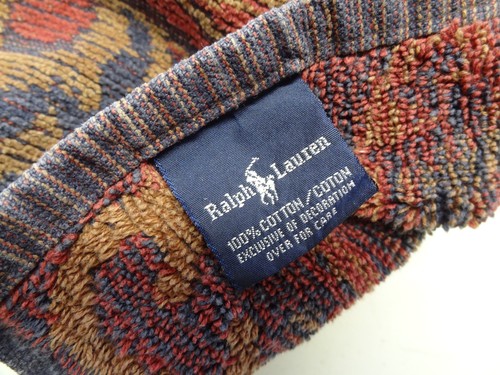 Ralph Lauren
100% COTTON/COTON
EXCLUSIVE OF DECORATION
OVER FOR CARE